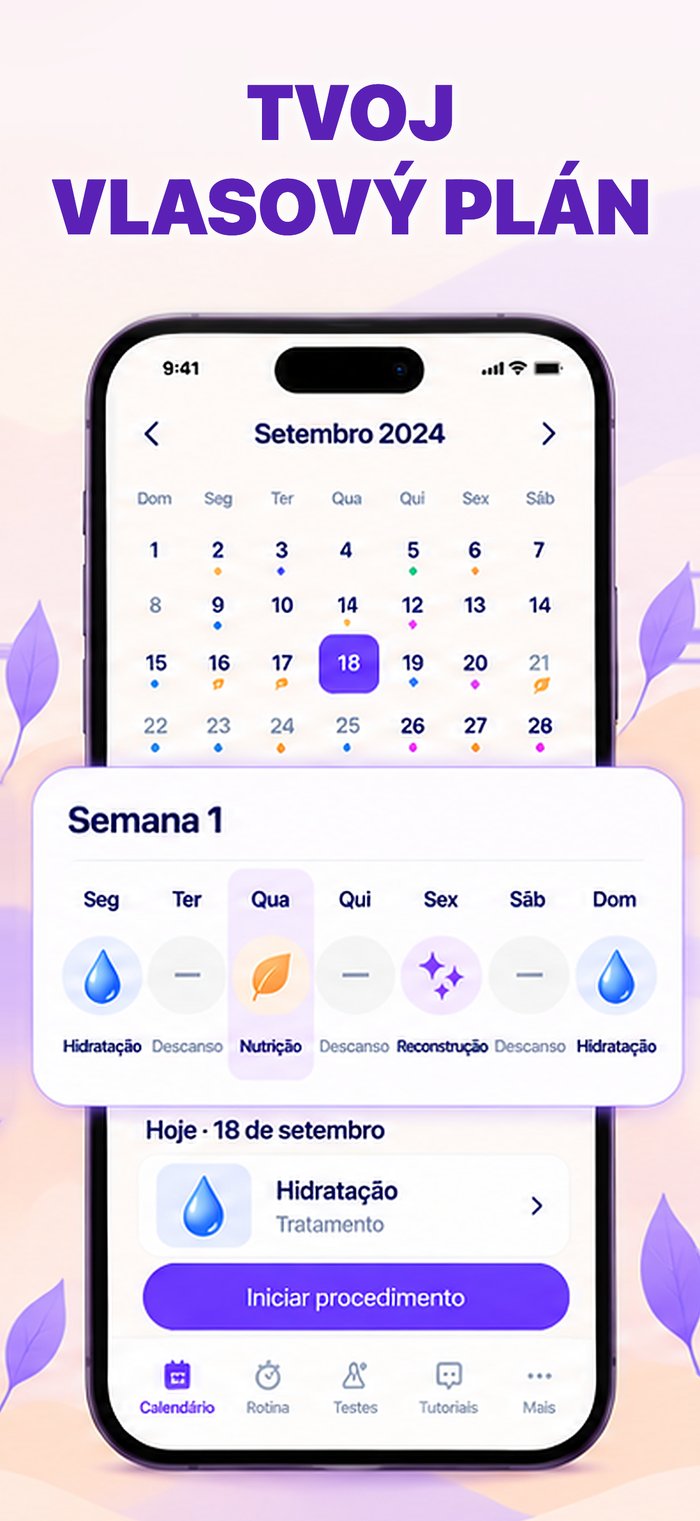 TVOJ
VLASOVÝ PLÁN
9:41
Setembro 2024
Dom Seg Ter Qua Qui Sex Sáb
1 2 3 4 5 6 7
8 9 10 14 12 13 14
15 16 17 18 19 20 21
22 23 24 25 26 27 28
Semana 1
Seg Ter Qua Qui Sex Sāb Dom
Hidratação Descanso Nutrição Descanso Reconstrução Descanso Hidratação
Hoje · 18 de setembro
Hidratação
Tratamento
Iniciar procedimento
Calendário Rotina Testes Tutoriais Mais